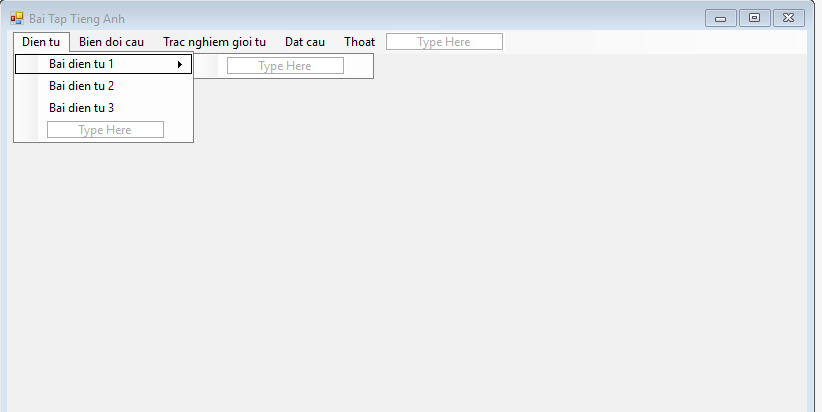 Bai Tap Tieng Anh
Dien tu Bien doi cau Trac nghiem gioi tu Dat cau Thoat Type Here
Bai dien tu 1 Type Here
Bai dien tu 2
Bai dien tu 3
Type Here